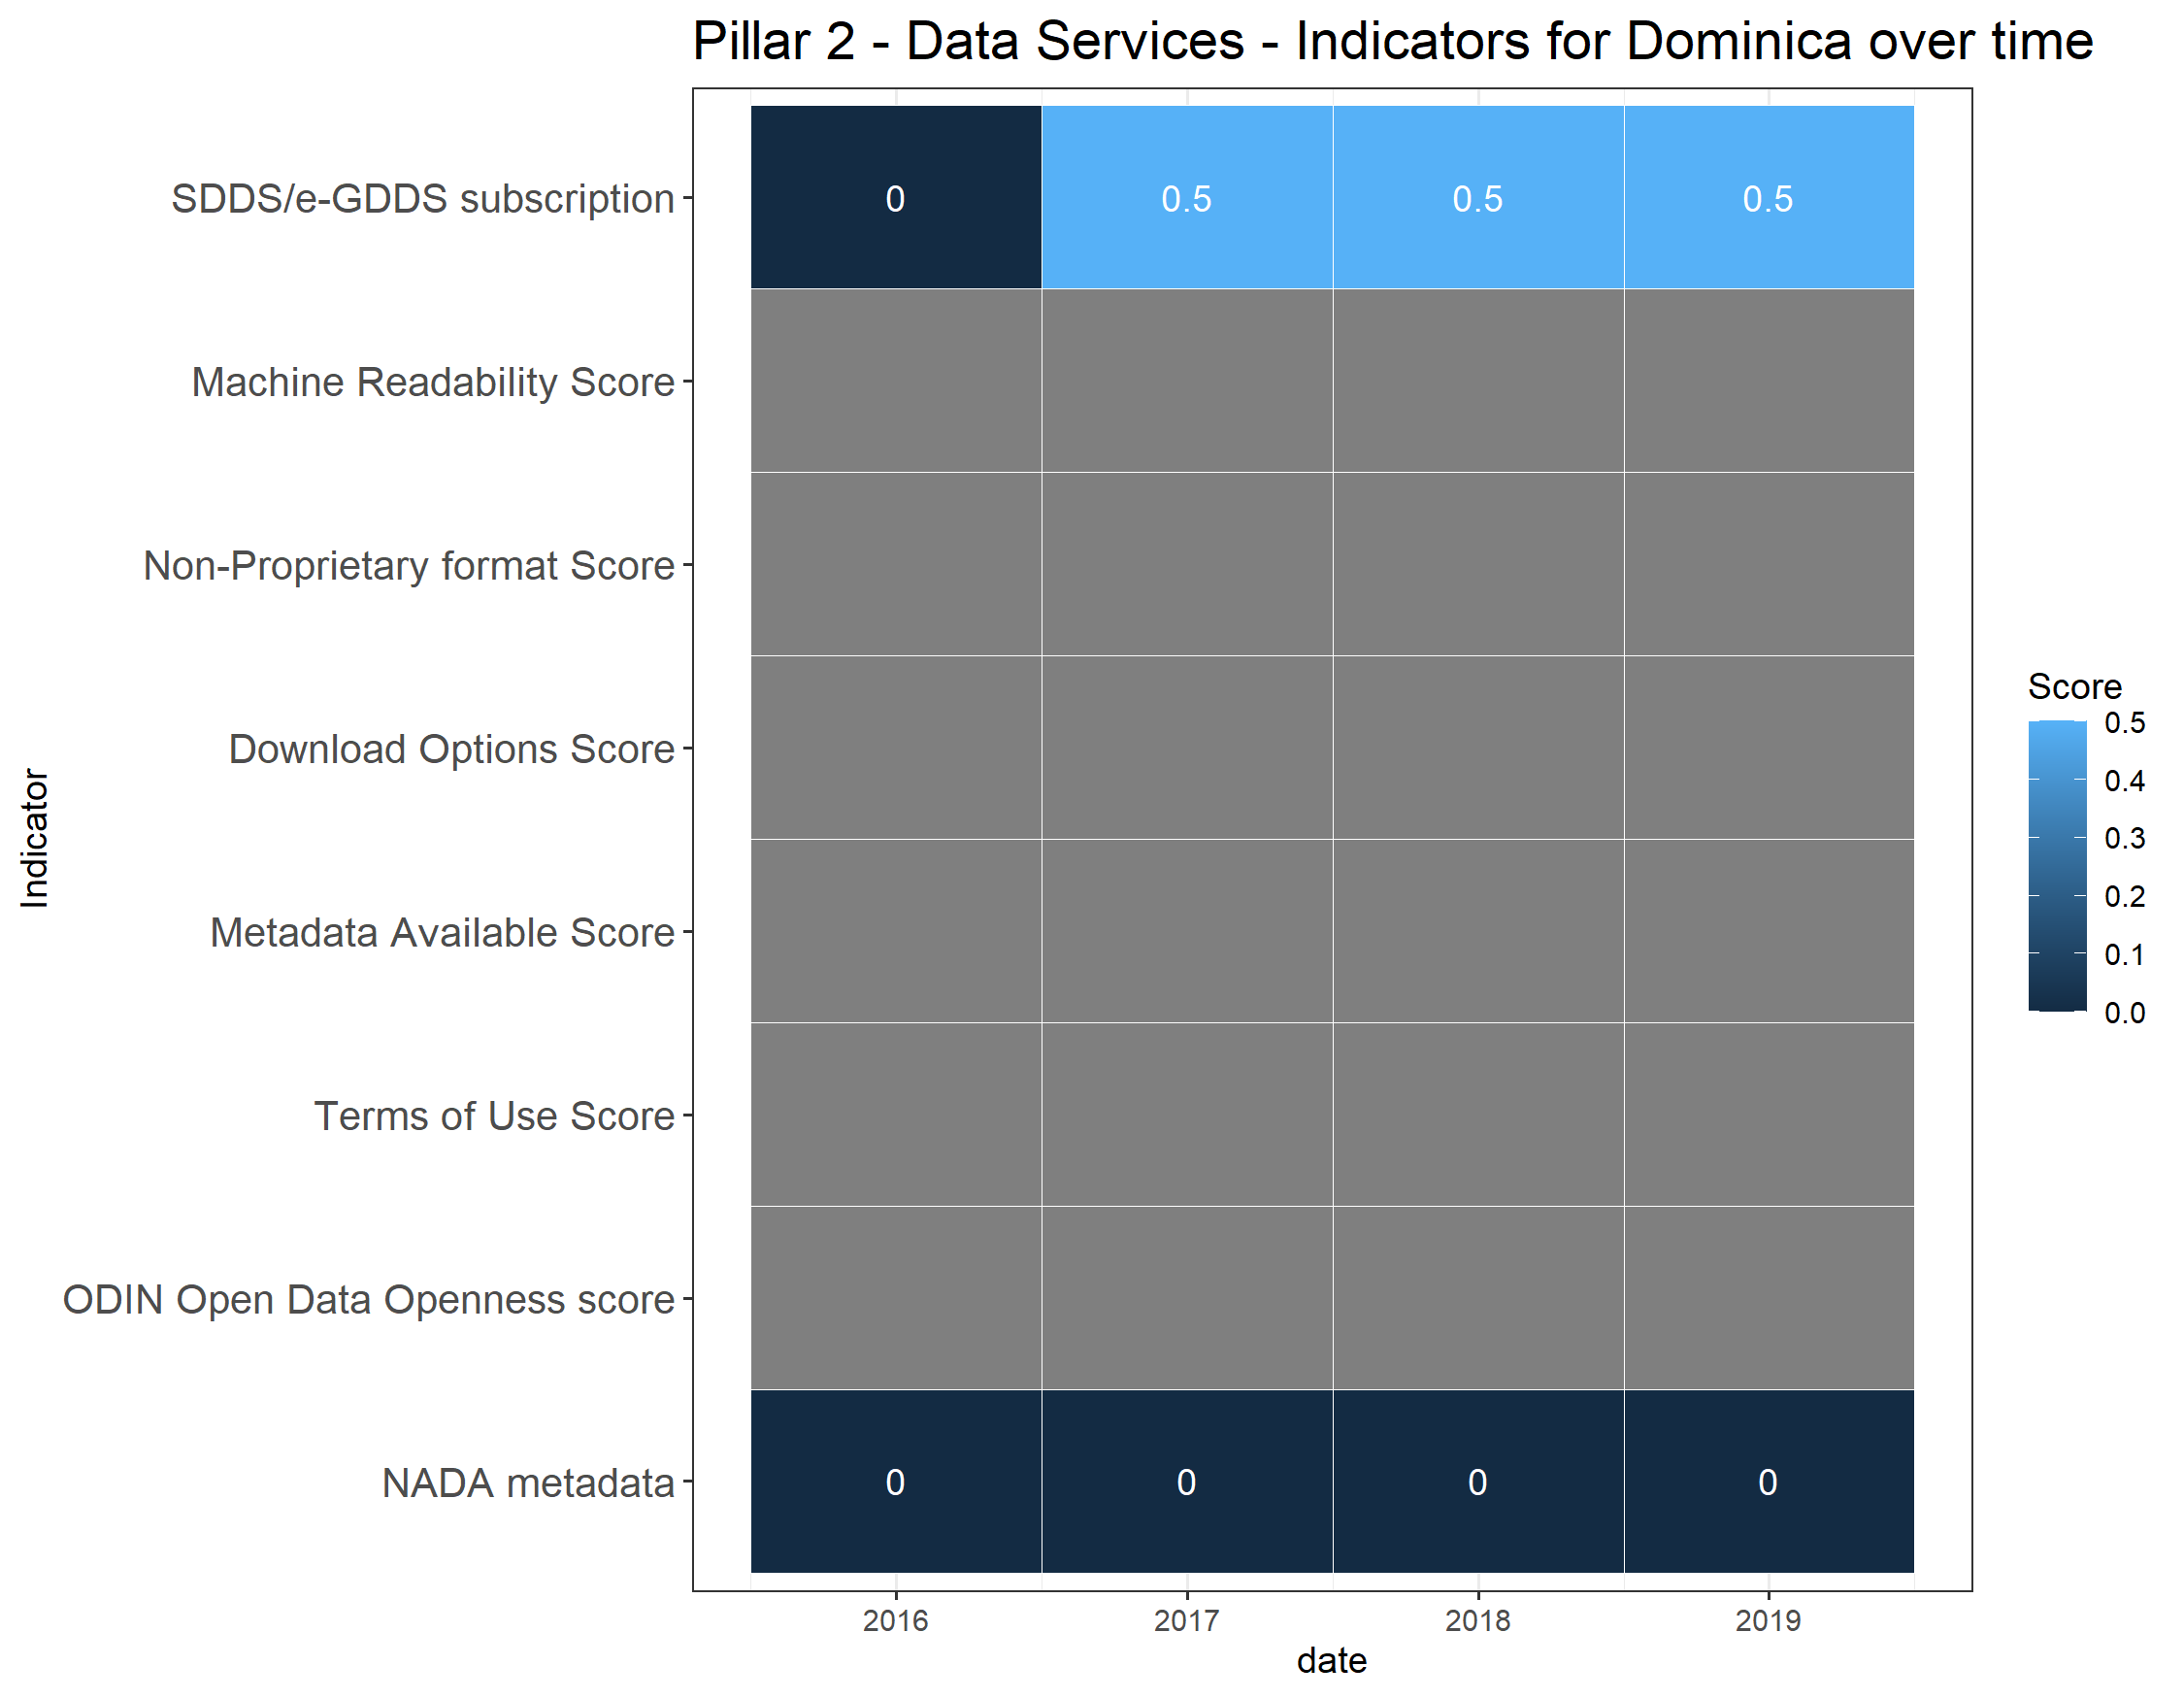 Pillar 2 - Data Services - Indicators for Dominica over time
SDDS/e-GDDS subscription
0
0.5
0.5
0.5
Machine Readability Score
Non-Proprietary format Score
Download Options Score
Metadata Available Score
Terms of Use Score
ODIN Open Data Openness score
NADA metadata
0
0
0
0
Indicator
2016
2017
2018
2019
date
Score
0.5
0.4
0.3
0.2
0.1
0.0